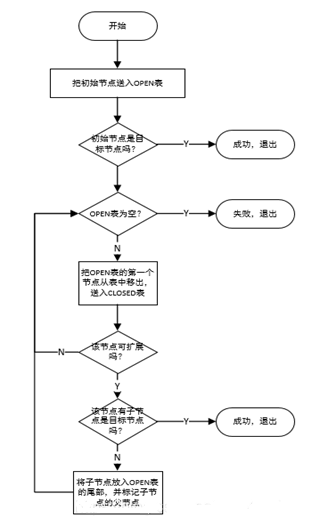 开始
把初始节点送入OPEN表
初始节点是目
标节点吗？
Y
成功，退出
OPEN表为空？
Y
失败，退出
N
把OPEN表的第一个
节点从表中移出，
送入CLOSED表
该节点可扩展
吗？
N
Y
该节点有子节
点是目标节点
吗？
Y
成功，退出
N
将子节点放入OPEN表
的尾部，并标记子节
点的父节点